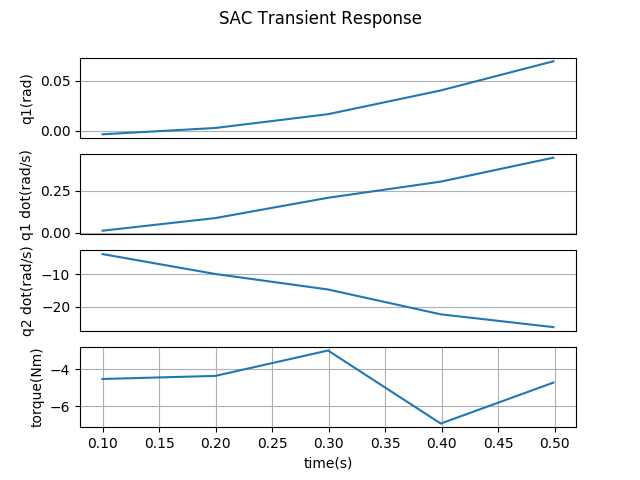 SAC Transient Response
q1(rad)
0.05
0.00
q1 dot(rad/s)
0.25
0.00
q2 dot(rad/s)
−10
−20
torque(Nm)
−4
−6
0.10 0.15 0.20 0.25 0.30 0.35 0.40 0.45 0.50
time(s)